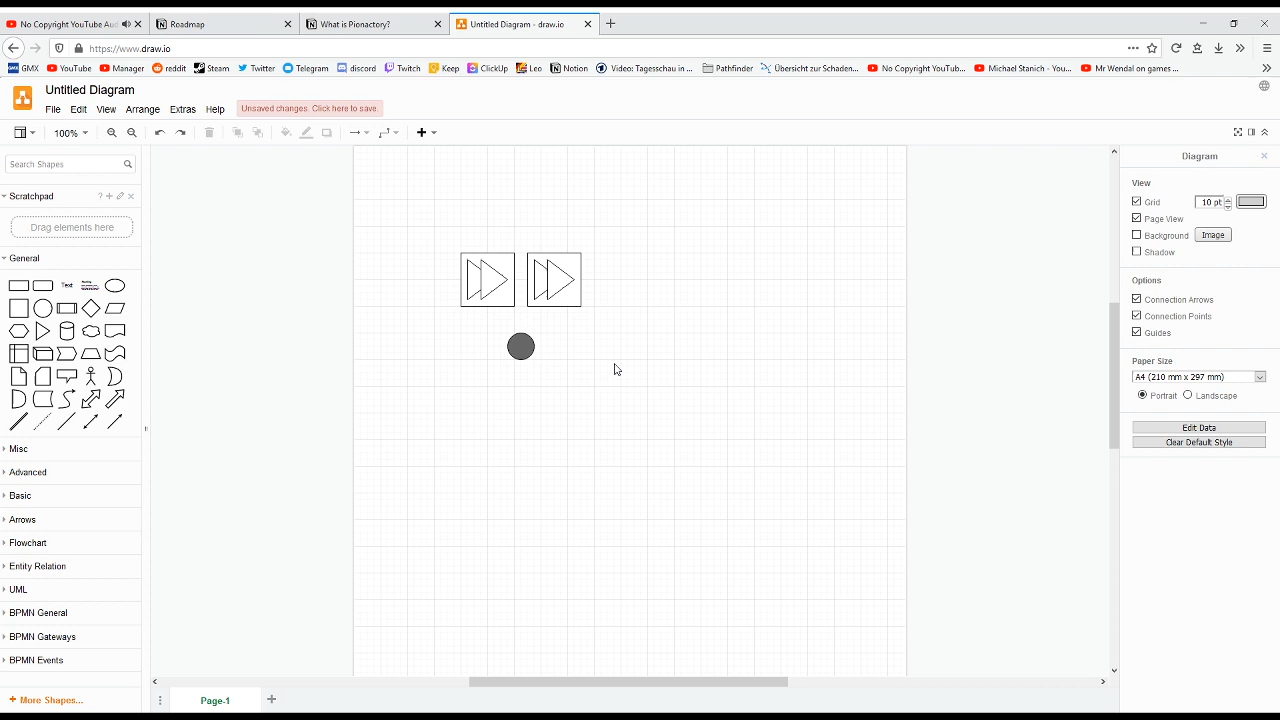 No Copyright YouTube Aud
Roadmap
What is Pionactory?
Untitled Diagram - draw.io
https://www.draw.io
GMX
YouTube
Manager
reddit
Steam
Twitter
Telegram
discord
Twitch
Keep
ClickUp
Notion
Video: Tagesschau in ...
Pathfinder
Übersicht zur Schaden...
No Copyright YouTub...
Michael Stanich - You...
Mr Wendal on game...
Untitled Diagram
File Edit View Arrange Extras Help
Unsaved changes. Click here to save.
100%
Search Shapes
Scratchpad
?
Drag elements here
General
Text
Misc
Advanced
Basic
Arrows
Flowchart
Entity Relation
UML
BPMN General
BPMN Gateways
BPMN Events
+ More Shapes...
Page-1
Diagram
View
Grid
10 pt
Page View
Background
Image
Shadow
Options
Connection Arrows
Connection Points
Guides
Paper Size
A4 (210 mm x 297 mm)
Portrait
Landscape
Edit Data
Clear Default Style